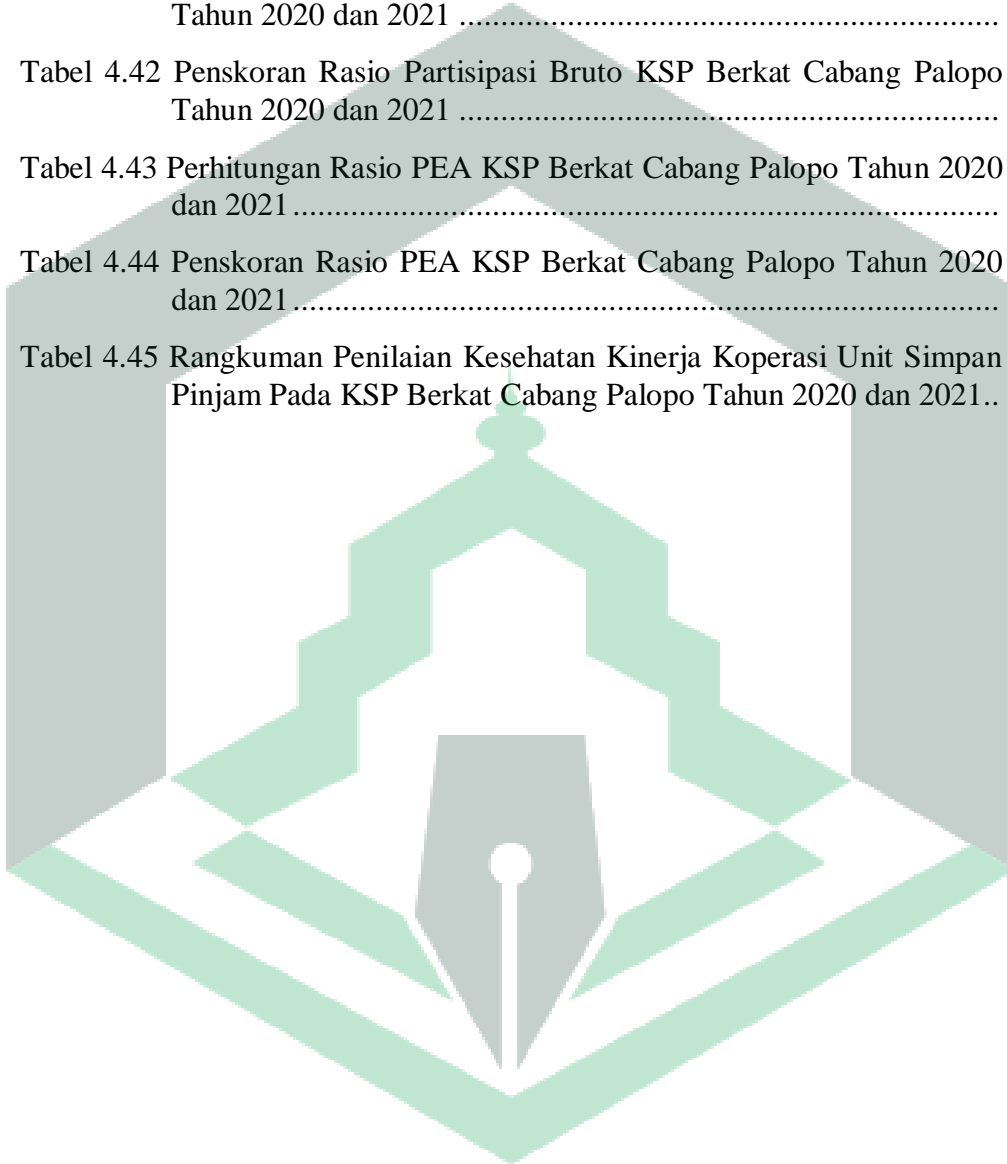 Tahun 2020 dan 2021 ..................................................................
Tabel 4.42 Penskoran Rasio Partisipasi Bruto KSP Berkat Cabang Palopo
Tahun 2020 dan 2021 ..................................................................
Tabel 4.43 Perhitungan Rasio PEA KSP Berkat Cabang Palopo Tahun 2020
dan 2021 ......................................................................................
Tabel 4.44 Penskoran Rasio PEA KSP Berkat Cabang Palopo Tahun 2020
dan 2021 ......................................................................................
Tabel 4.45 Rangkuman Penilaian Kesehatan Kinerja Koperasi Unit Simpan
Pinjam Pada KSP Berkat Cabang Palopo Tahun 2020 dan 2021..